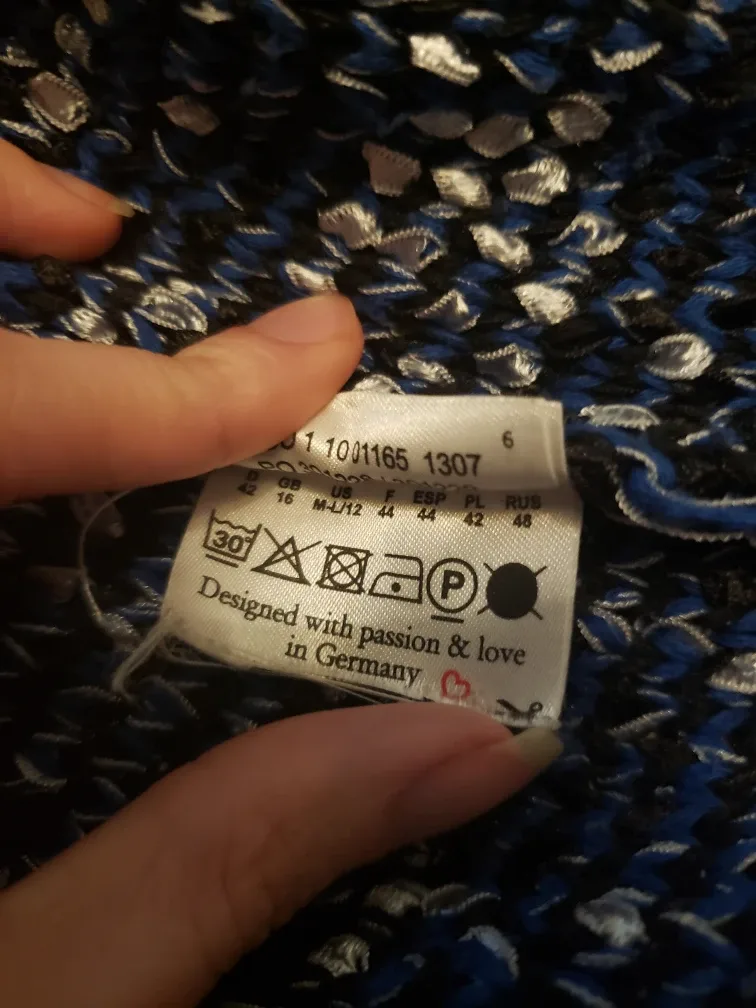 1 1001165 1307 6
D GB US F ESP PL RUS
42 16 M-L/12 44 44 42 48
30° P
Designed with passion & love
in Germany